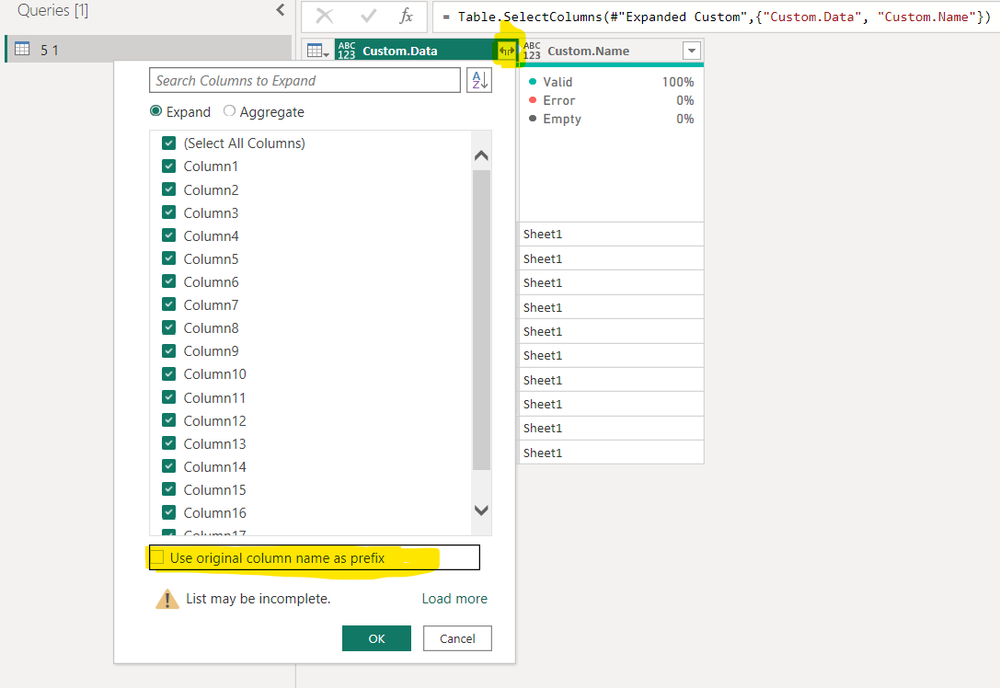 Queries [1]
5 1
fx
= Table.SelectColumns(#"Expanded Custom",{"Custom.Data", "Custom.Name"})
ABC 123 Custom.Data
ABC 123 Custom.Name
Search Columns to Expand
A Z
Expand
Aggregate
(Select All Columns)
Column1
Column2
Column3
Column4
Column5
Column6
Column7
Column8
Column9
Column10
Column11
Column12
Column13
Column14
Column15
Column16
Column17
Use original column name as prefix
List may be incomplete.
Load more
OK
Cancel
Valid 100%
Error 0%
Empty 0%
Sheet1
Sheet1
Sheet1
Sheet1
Sheet1
Sheet1
Sheet1
Sheet1
Sheet1
Sheet1